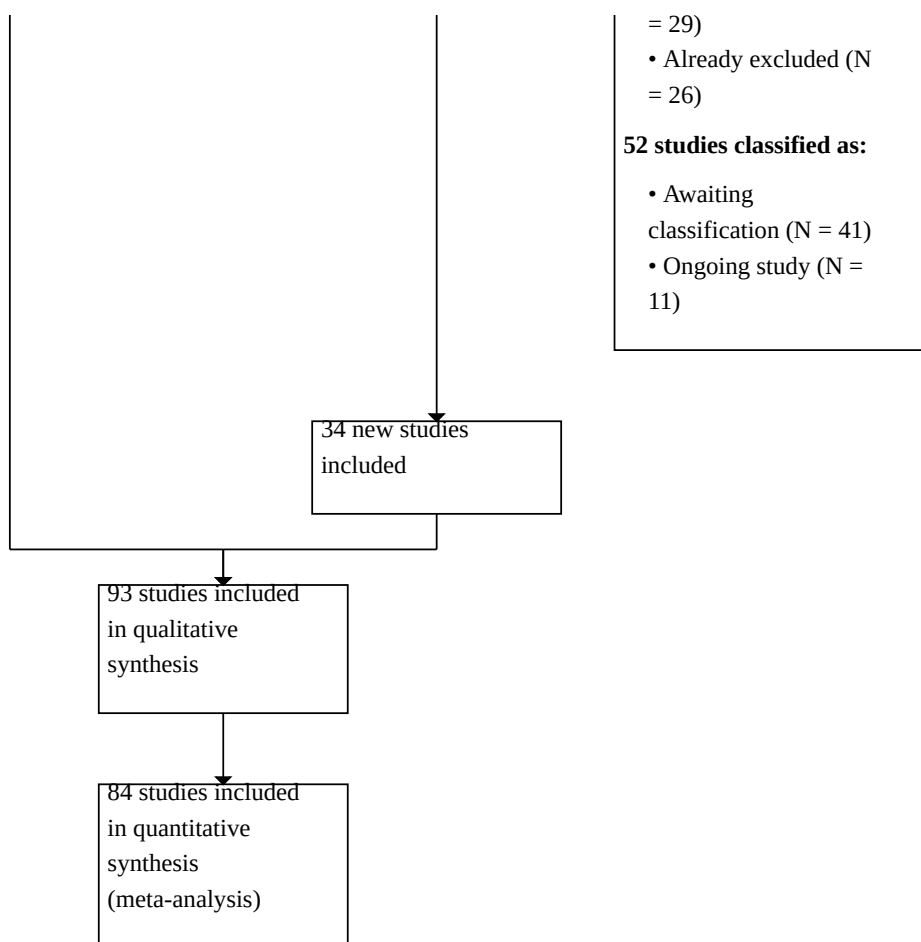 = 29)
• Already excluded (N
= 26)
52 studies classified as:
• Awaiting
classification (N = 41)
• Ongoing study (N =
11)
34 new studies
included
93 studies included
in qualitative
synthesis
84 studies included
in quantitative
synthesis
(meta-analysis)